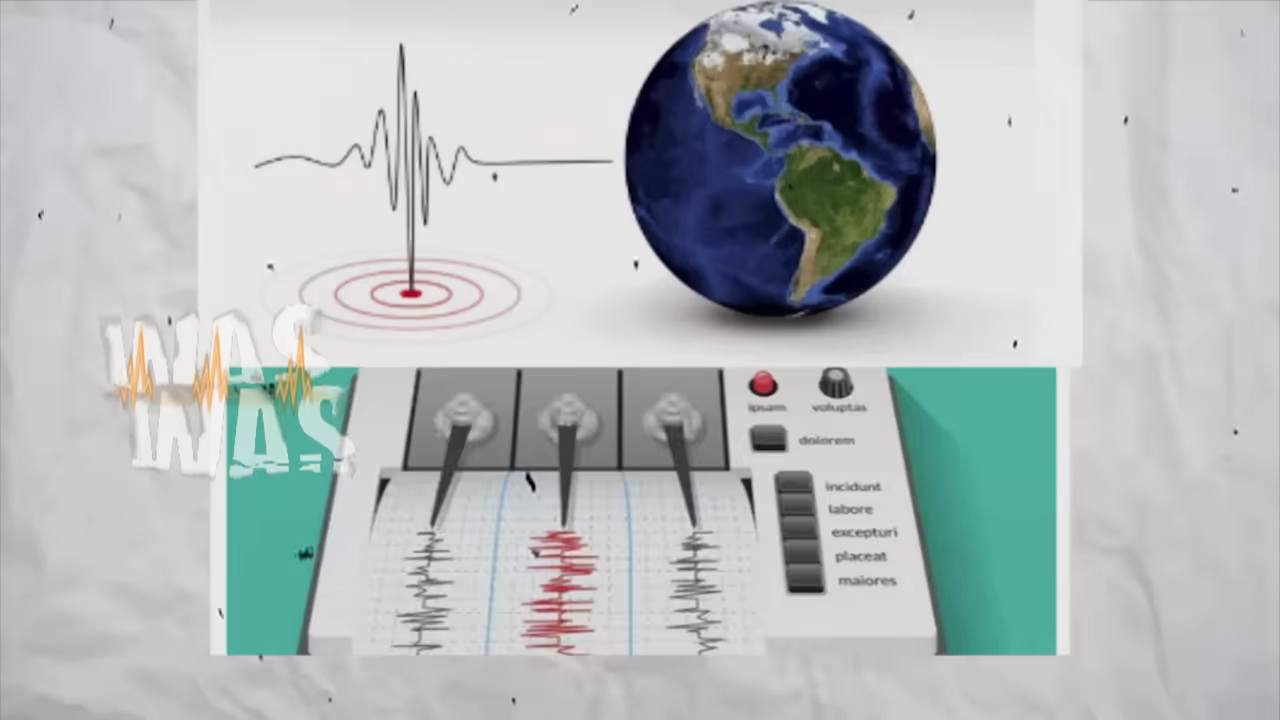 WAS
WAS
ipsam voluptas
dolorem
incidunt
labore
excepturi
placeat
maiores